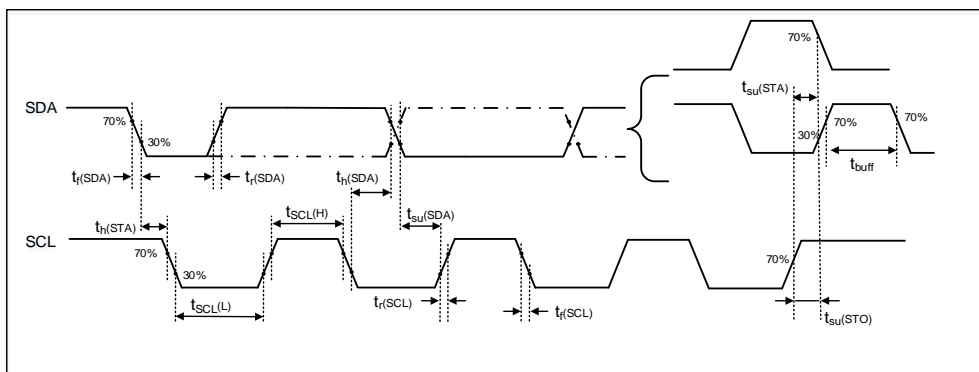 70%
t_su(STA)
SDA
70%
30%
30%
70%
70%
t_f(SDA)
t_r(SDA)
t_h(SDA)
t_buff
t_h(STA)
t_SCL(H)
t_su(SDA)
SCL
70%
30%
70%
t_SCL(L)
t_r(SCL)
t_f(SCL)
t_su(STO)